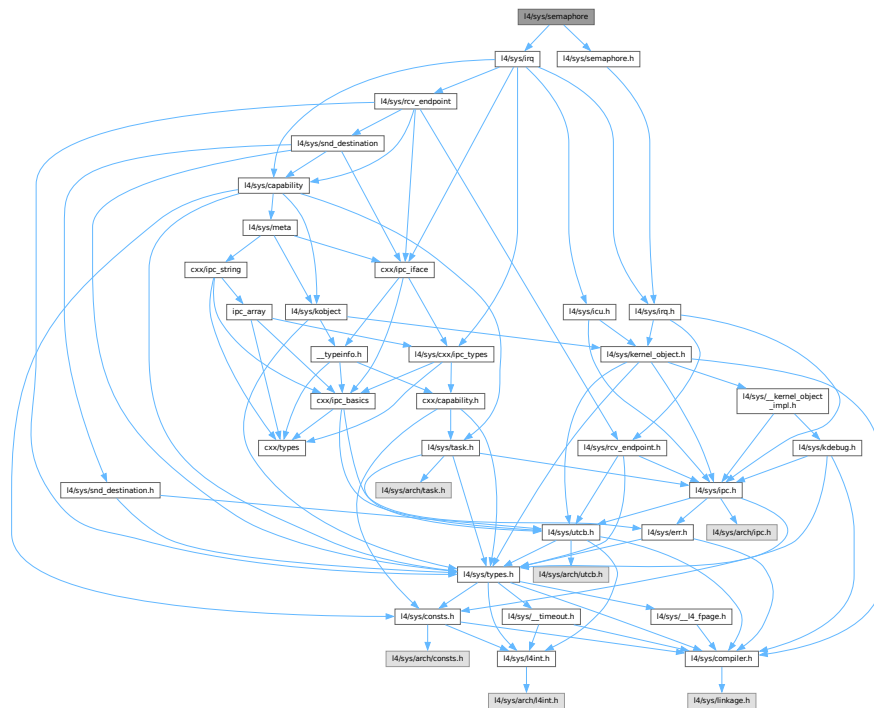 l4/sys/semaphore
l4/sys/irq
l4/sys/semaphore.h
l4/sys/rcv_endpoint
l4/sys/snd_destination
l4/sys/capability
l4/sys/meta
cxx/ipc_string
cxx/ipc_iface
ipc_array
l4/sys/kobject
l4/sys/icu.h
l4/sys/irq.h
__typeinfo.h
l4/sys/cxx/ipc_types
l4/sys/kernel_object.h
l4/sys/__kernel_object
_impl.h
cxx/ipc_basics
cxx/capability.h
cxx/types
l4/sys/task.h
l4/sys/rcv_endpoint.h
l4/sys/kdebug.h
l4/sys/snd_destination.h
l4/sys/arch/task.h
l4/sys/ipc.h
l4/sys/utcb.h
l4/sys/err.h
l4/sys/arch/ipc.h
l4/sys/types.h
l4/sys/arch/utcb.h
l4/sys/consts.h
l4/sys/__timeout.h
l4/sys/__l4_fpage.h
l4/sys/arch/consts.h
l4/sys/l4int.h
l4/sys/compiler.h
l4/sys/arch/l4int.h
l4/sys/linkage.h